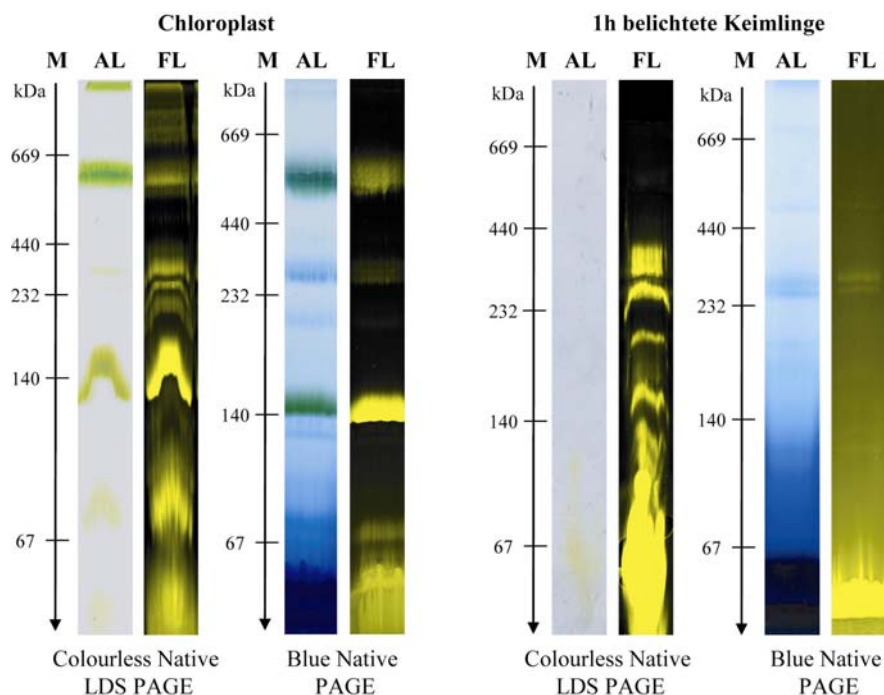 Chloroplast
1h belichtete Keimlinge
M AL FL M AL FL M AL FL M AL FL
kDa kDa kDa kDa
669 669 669 669
440 440 440 440
232 232 232 232
140 140 140 140
67 67 67 67
Colourless Native
LDS PAGE
Blue Native
PAGE
Colourless Native
LDS PAGE
Blue Native
PAGE